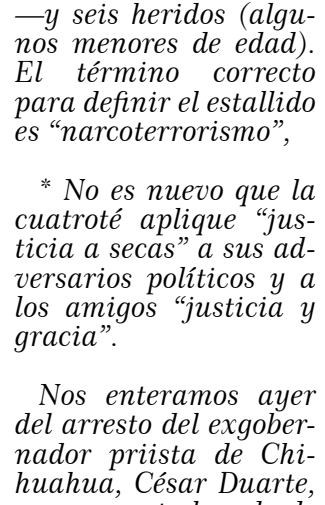 —y seis heridos (algu-
nos menores de edad).
El término correcto
para definir el estallido
es “narcoterrorismo”,
* No es nuevo que la
cuatroté aplique “jus-
ticia a secas” a sus ad-
versarios políticos y a
los amigos “justicia y
gracia”.
Nos enteramos ayer
del arresto del exgober-
nador priista de Chi-
huahua, César Duarte,